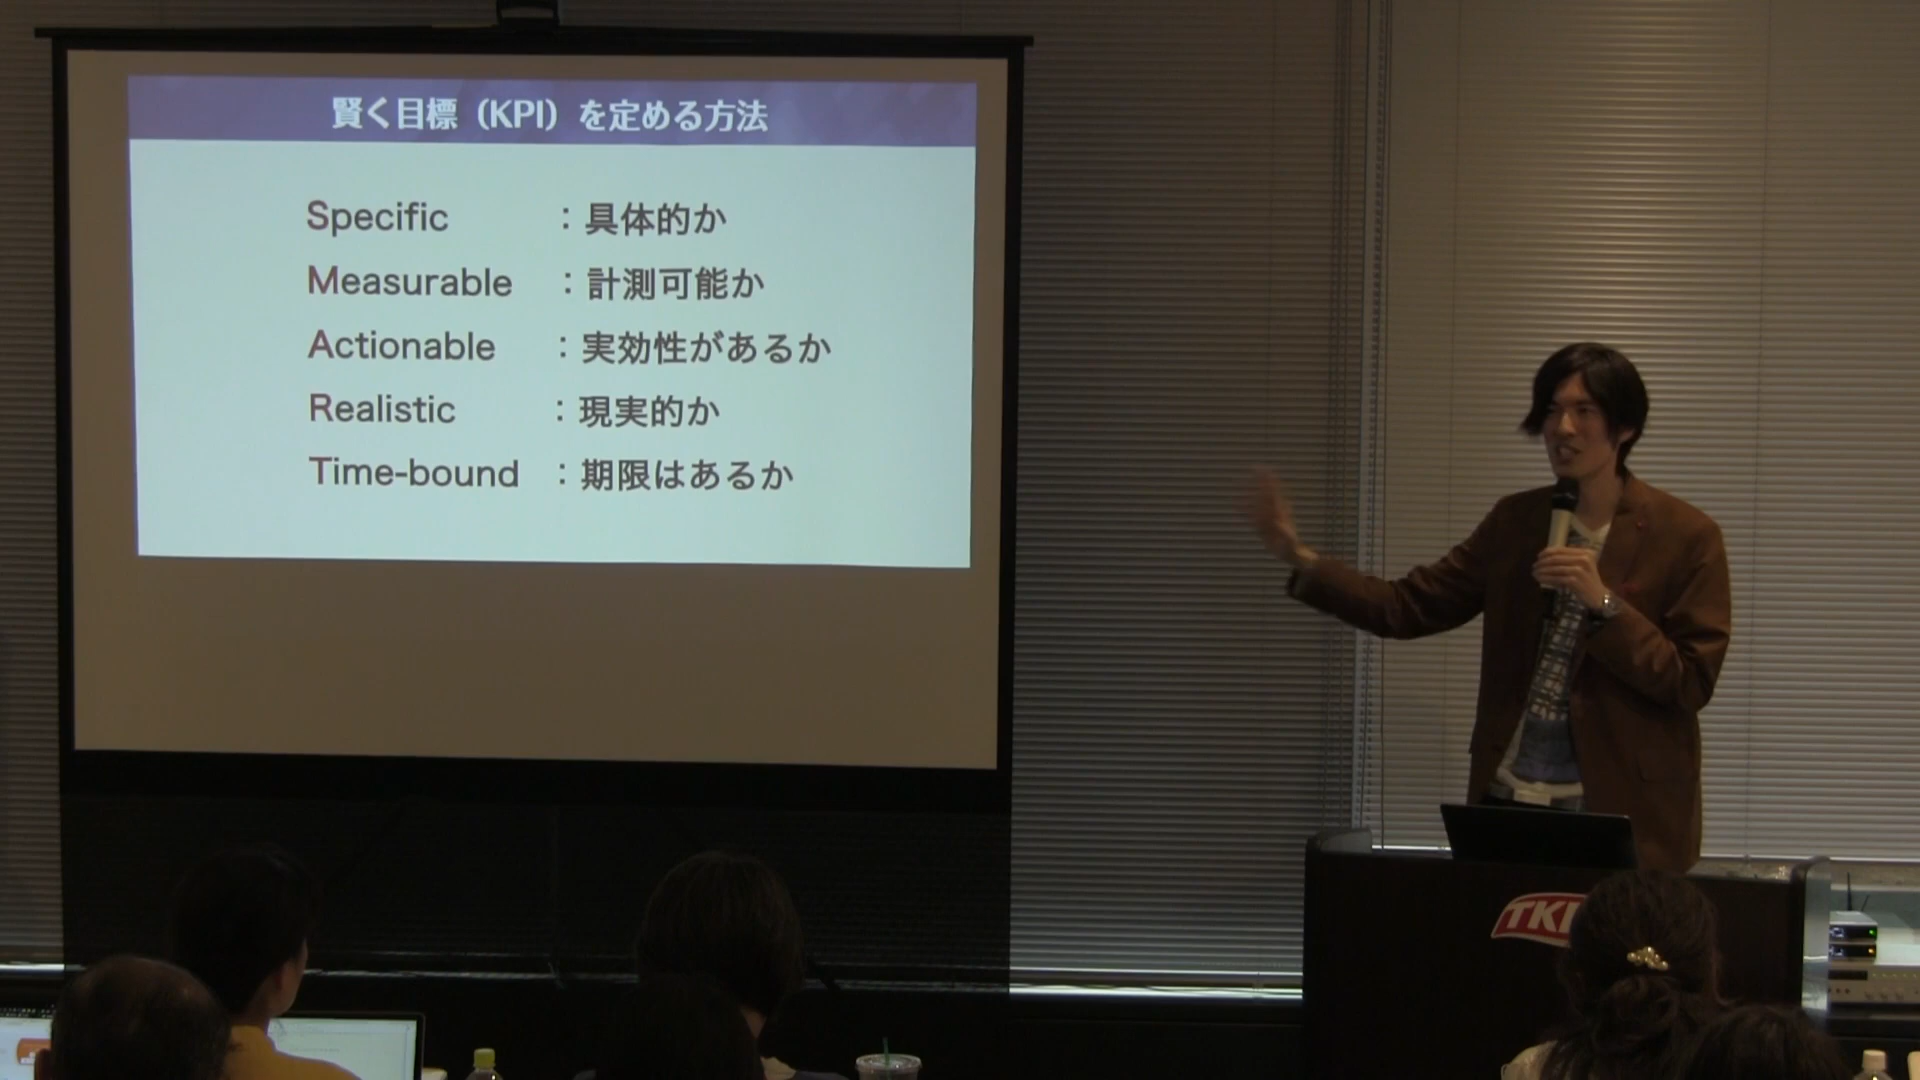 賢く目標（KPI）を定める方法
Specific ：具体的か
Measurable ：計測可能か
Actionable ：実効性があるか
Realistic ：現実的か
Time-bound ：期限はあるか